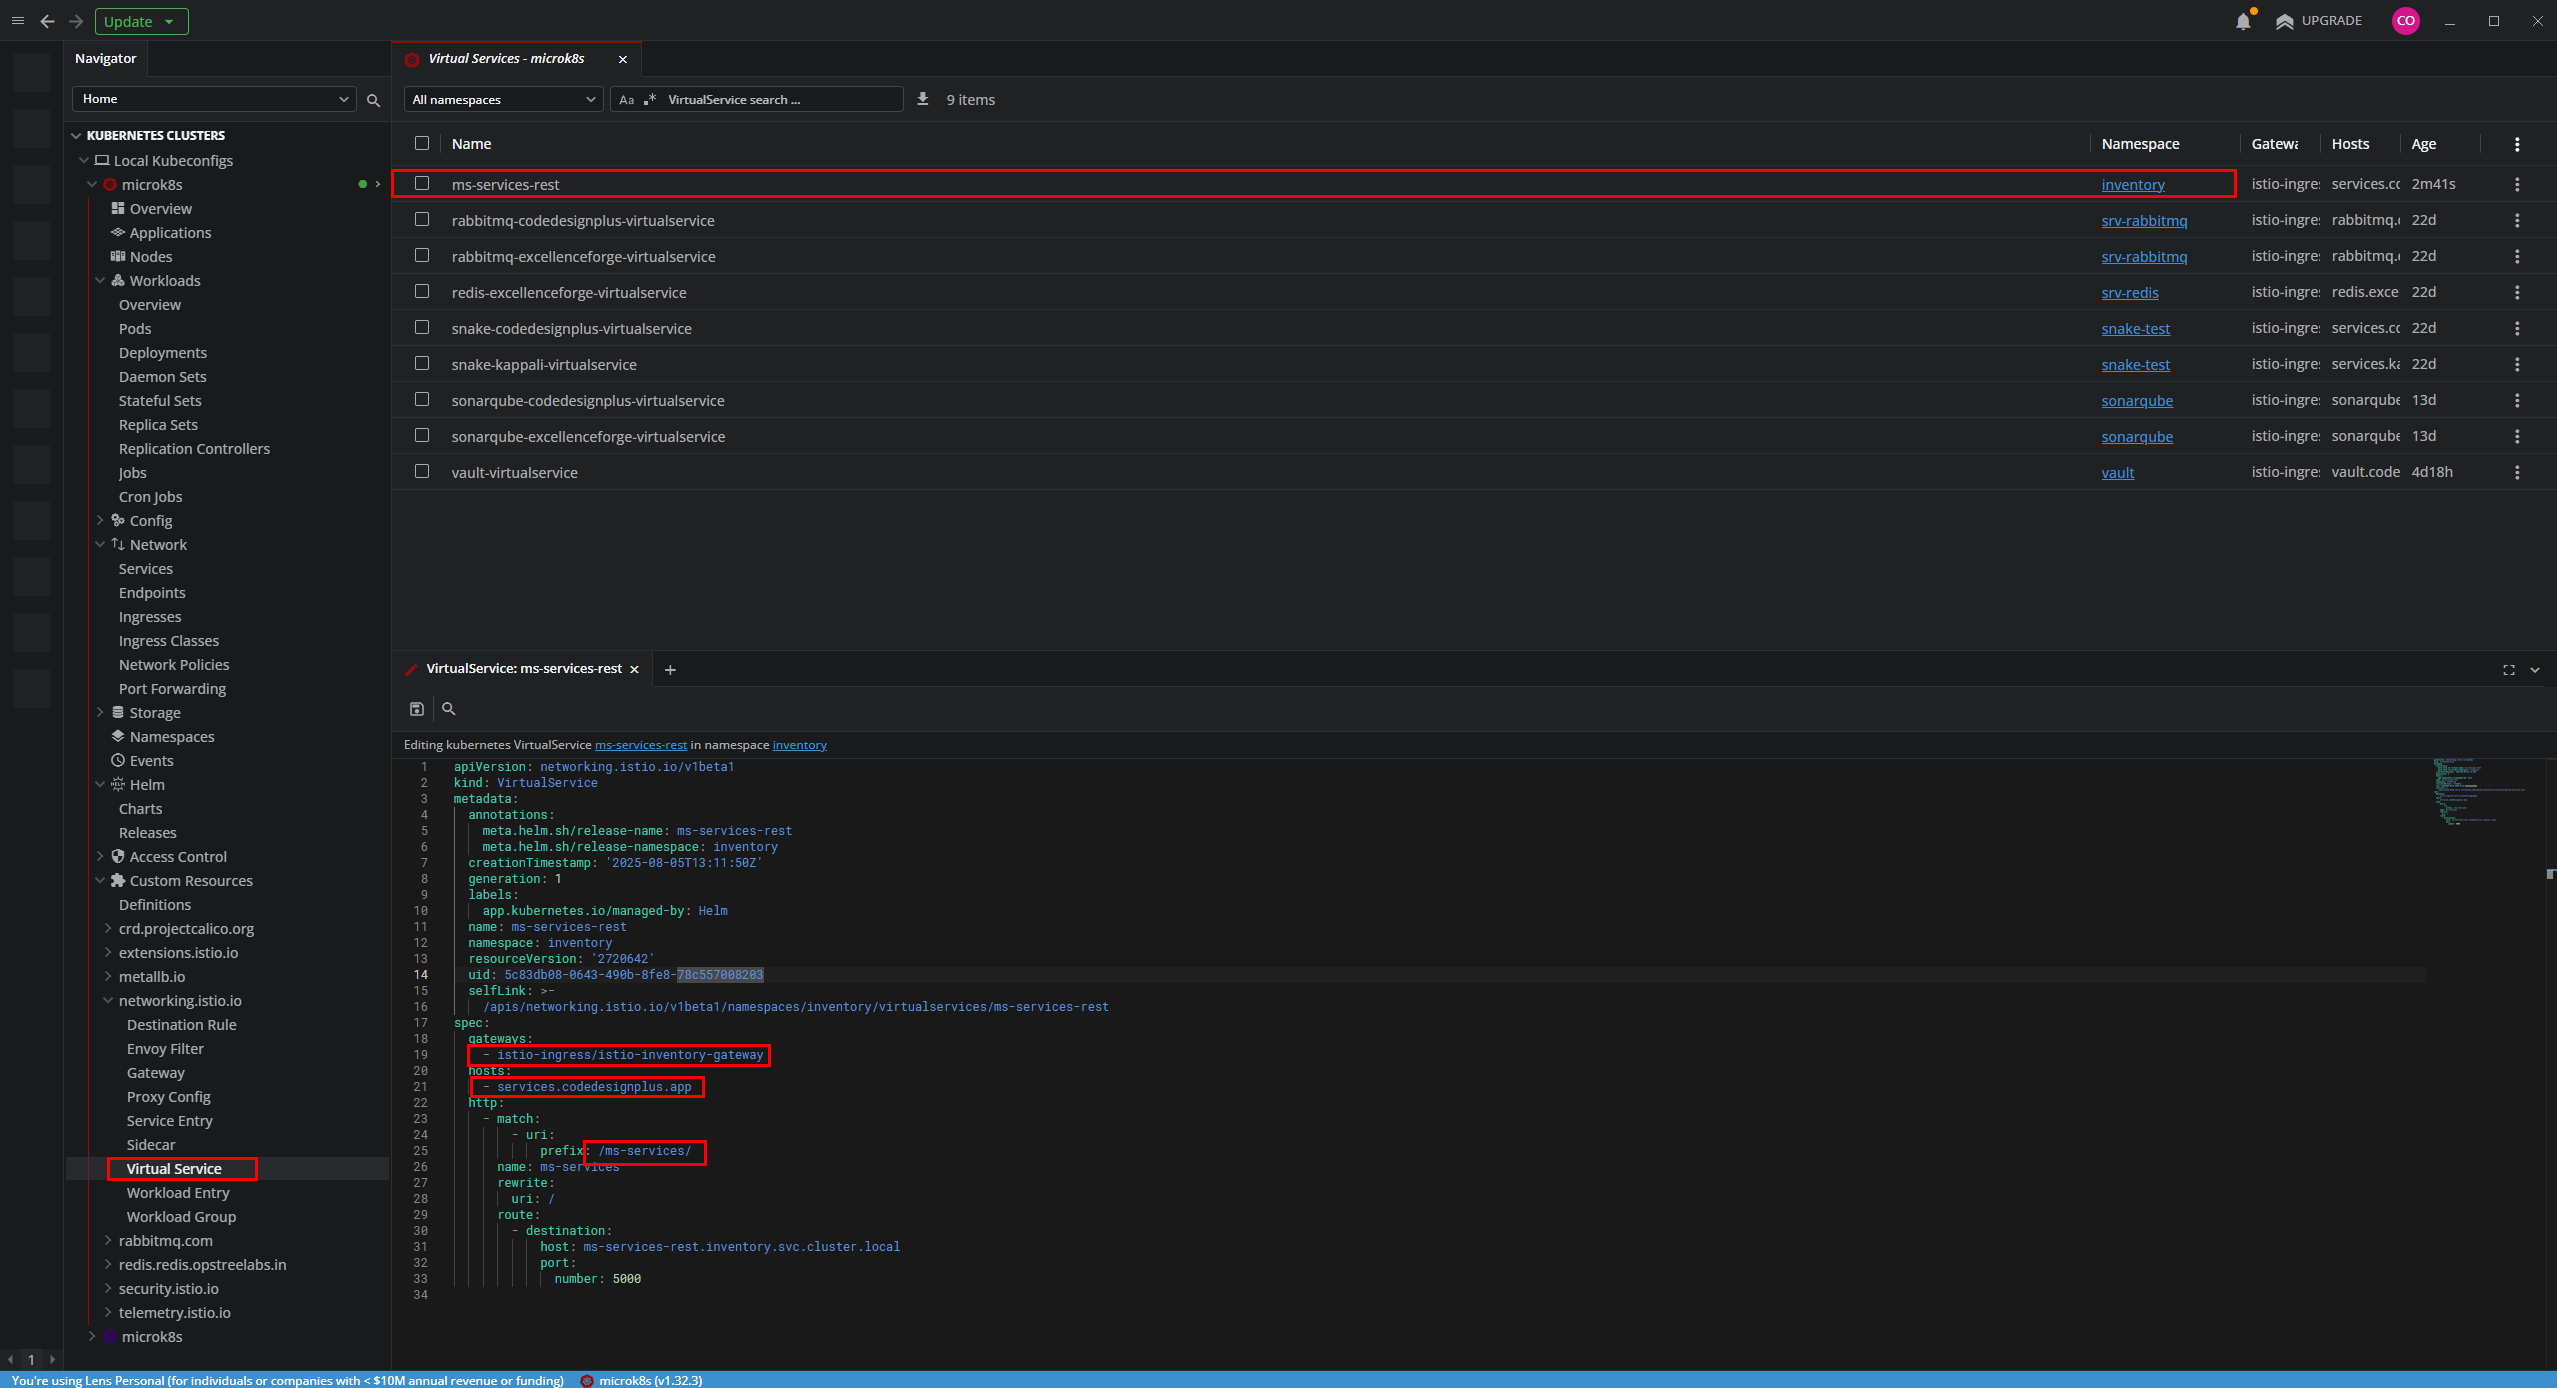 Update
UPGRADE
CO
Navigator
Virtual Services - microk8s
Home
All namespaces
Aa .* VirtualService search ...
9 items
KUBERNETES CLUSTERS
Local Kubeconfigs
microk8s
Overview
Applications
Nodes
Workloads
Overview
Pods
Deployments
Daemon Sets
Stateful Sets
Replica Sets
Replication Controllers
Jobs
Cron Jobs
Config
Network
Services
Endpoints
Ingresses
Ingress Classes
Network Policies
Port Forwarding
Storage
Namespaces
Events
Helm
Charts
Releases
Access Control
Custom Resources
Definitions
crd.projectcalico.org
extensions.istio.io
metallb.io
networking.istio.io
Destination Rule
Envoy Filter
Gateway
Proxy Config
Service Entry
Sidecar
Virtual Service
Workload Entry
Workload Group
rabbitmq.com
redis.redis.opstreelabs.in
security.istio.io
telemetry.istio.io
microk8s
1
Name Namespace Gatewa Hosts Age
ms-services-rest inventory istio-ingre services.cc 2m41s
rabbitmq-codedesignplus-virtualservice srv-rabbitmq istio-ingre rabbitmq.c 22d
rabbitmq-excellenceforge-virtualservice srv-rabbitmq istio-ingre rabbitmq.c 22d
redis-excellenceforge-virtualservice srv-redis istio-ingre redis.exce 22d
snake-codedesignplus-virtualservice snake-test istio-ingre services.cc 22d
snake-kappali-virtualservice snake-test istio-ingre services.ka 22d
sonarqube-codedesignplus-virtualservice sonarqube istio-ingre sonarqube 13d
sonarqube-excellenceforge-virtualservice sonarqube istio-ingre sonarqube 13d
vault-virtualservice vault istio-ingre vault.code 4d18h
VirtualService: ms-services-rest
Editing kubernetes VirtualService ms-services-rest in namespace inventory
1 apiVersion: networking.istio.io/v1beta1
2 kind: VirtualService
3 metadata:
4 annotations:
5 meta.helm.sh/release-name: ms-services-rest
6 meta.helm.sh/release-namespace: inventory
7 creationTimestamp: '2025-08-05T13:11:50Z'
8 generation: 1
9 labels:
10 app.kubernetes.io/managed-by: Helm
11 name: ms-services-rest
12 namespace: inventory
13 resourceVersion: '2720642'
14 uid: 5c83db08-0643-490b-8fe8-78c557008203
15 selfLink: >-
16 /apis/networking.istio.io/v1beta1/namespaces/inventory/virtualservices/ms-services-rest
17 spec:
18 gateways:
19 - istio-ingress/istio-inventory-gateway
20 hosts:
21 - services.codedesignplus.app
22 http:
23 - match:
24 - uri:
25 prefix: /ms-services/
26 name: ms-services
27 rewrite:
28 uri: /
29 route:
30 - destination:
31 host: ms-services-rest.inventory.svc.cluster.local
32 port:
33 number: 5000
34
You're using Lens Personal (for individuals or companies with < $10M annual revenue or funding) microk8s (v1.32.3)